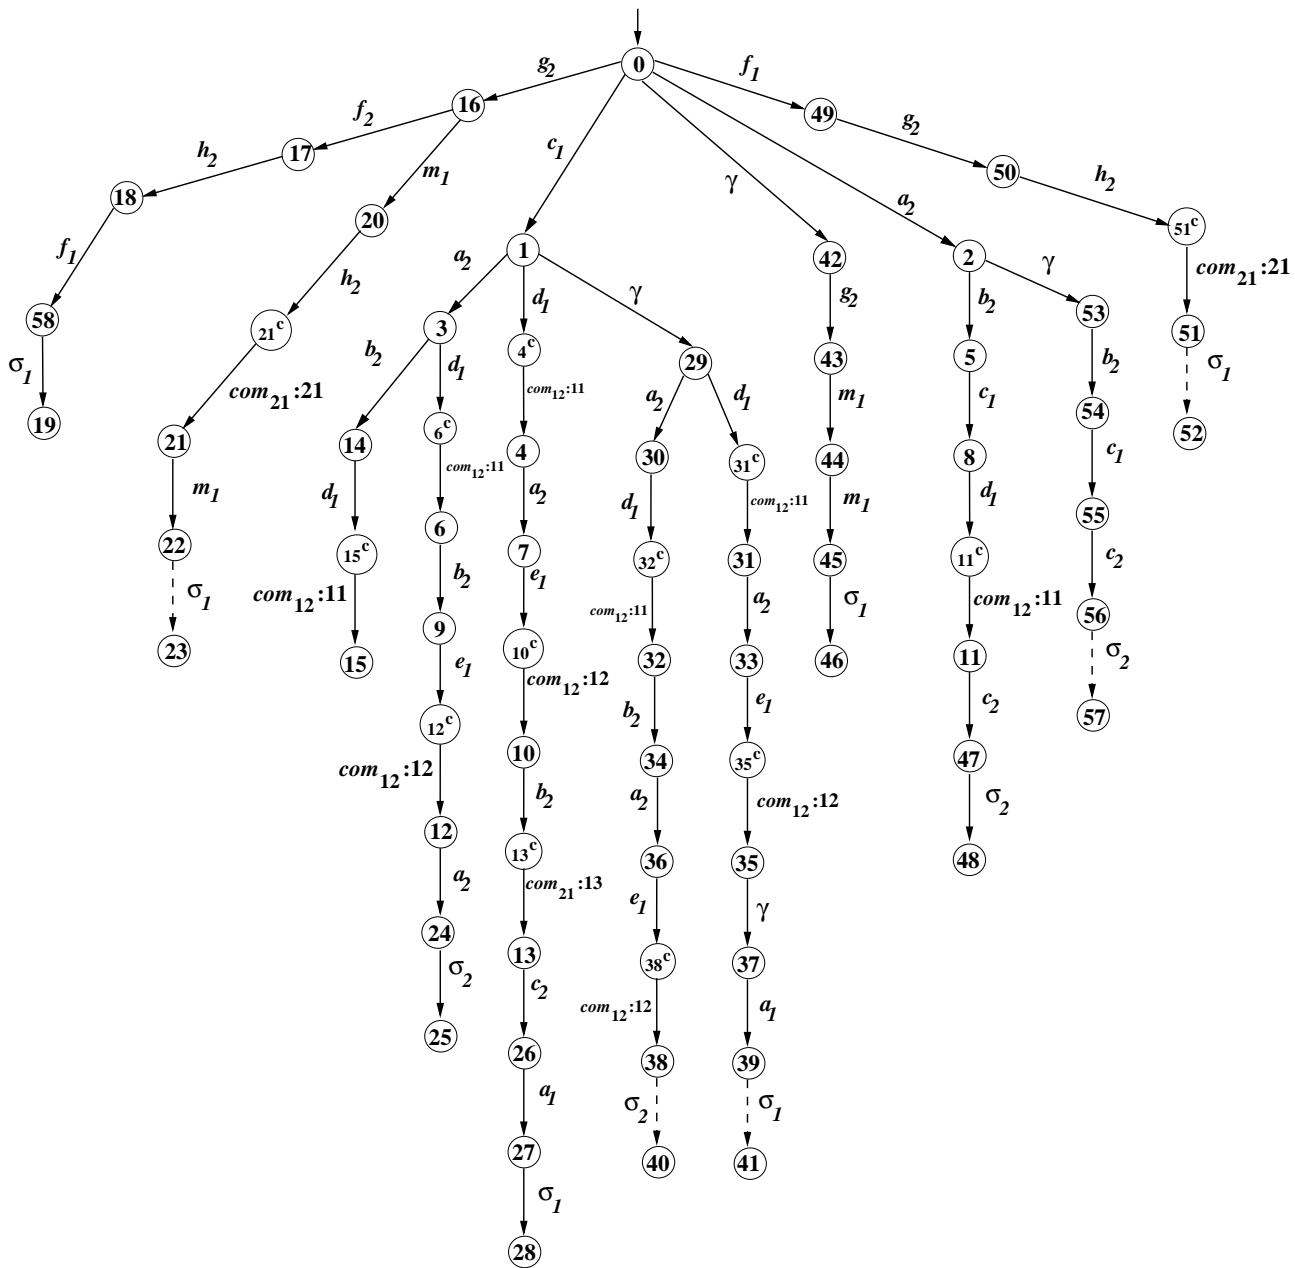 0
g2
f1
16
f2
49
g2
17
h2
c1
m1
γ
50
h2
18
a2
20
51c
f1
1
42
2
γ
com21:21
a2
h2
d1
γ
g2
b2
53
58
21c
3
51
σ1
b2
d1
4c
29
43
5
b2
σ1
com21:21
com12:11
a2
d1
m1
c1
54
19
6c
52
21
14
4
30
31c
44
8
c1
com12:11
m1
d1
a2
d1
com12:11
m1
d1
55
22
15c
6
7
32c
31
45
11c
c2
σ1
com12:11
b2
e1
com12:11
a2
σ1
com12:11
56
23
15
9
10c
32
33
46
11
σ2
e1
com12:12
b2
e1
c2
57
12c
10
34
35c
47
com12:12
b2
a2
com12:12
σ2
12
13c
36
35
48
a2
com21:13
e1
γ
24
13
38c
37
σ2
c2
com12:12
a1
25
26
38
39
a1
σ2
σ1
27
40
41
σ1
28